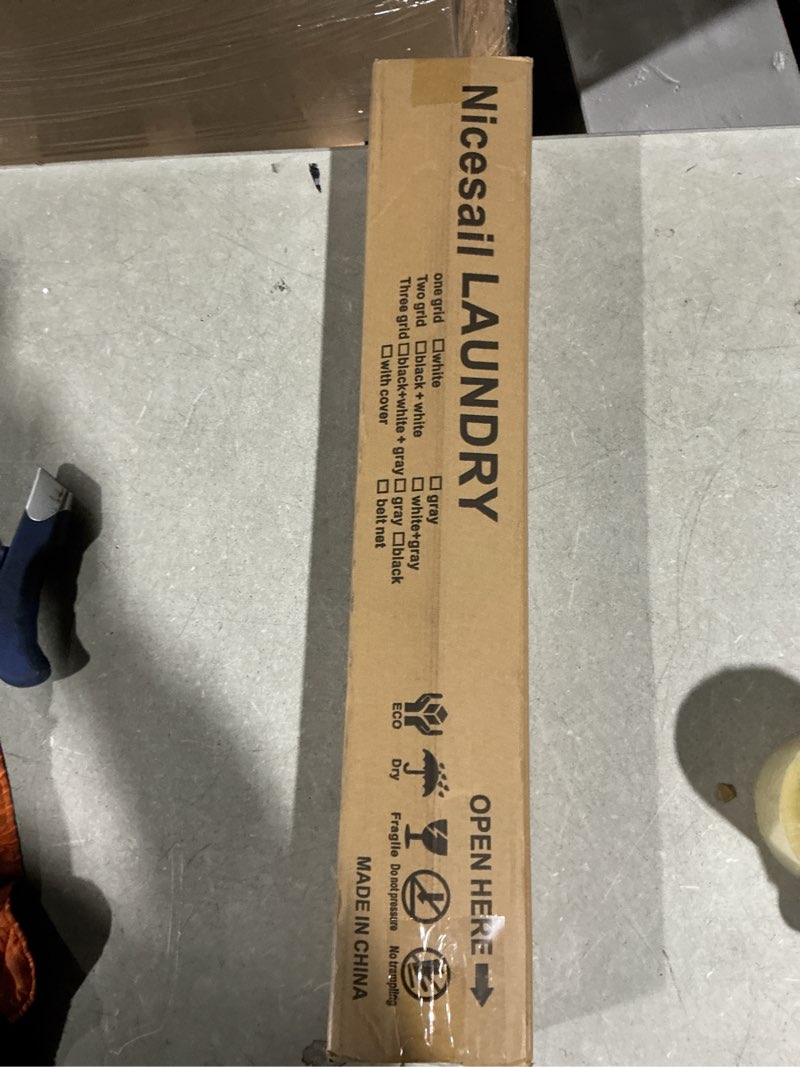 Nicesail LAUNDRY
one grid □white □ gray
Two grid □black + white □ white+gray
Three grid □black+white + gray □ gray □black
□with cover □ belt net
OPEN HERE ➡
ECO Dry Fragile Do not pressure No trampling
MADE IN CHINA